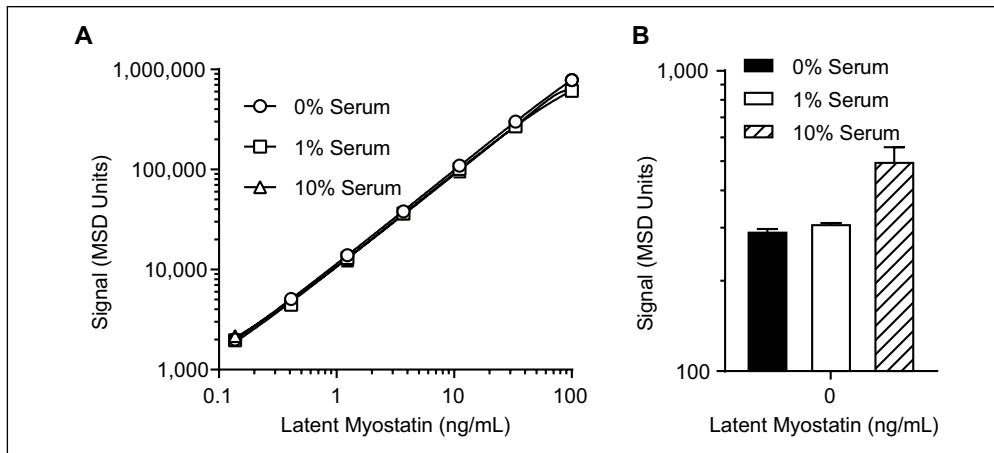 A
1,000,000
100,000
10,000
1,000
Signal (MSD Units)
0% Serum
1% Serum
10% Serum
0.1
1
10
100
Latent Myostatin (ng/mL)
B
1,000
100
Signal (MSD Units)
0% Serum
1% Serum
10% Serum
0
Latent Myostatin (ng/mL)